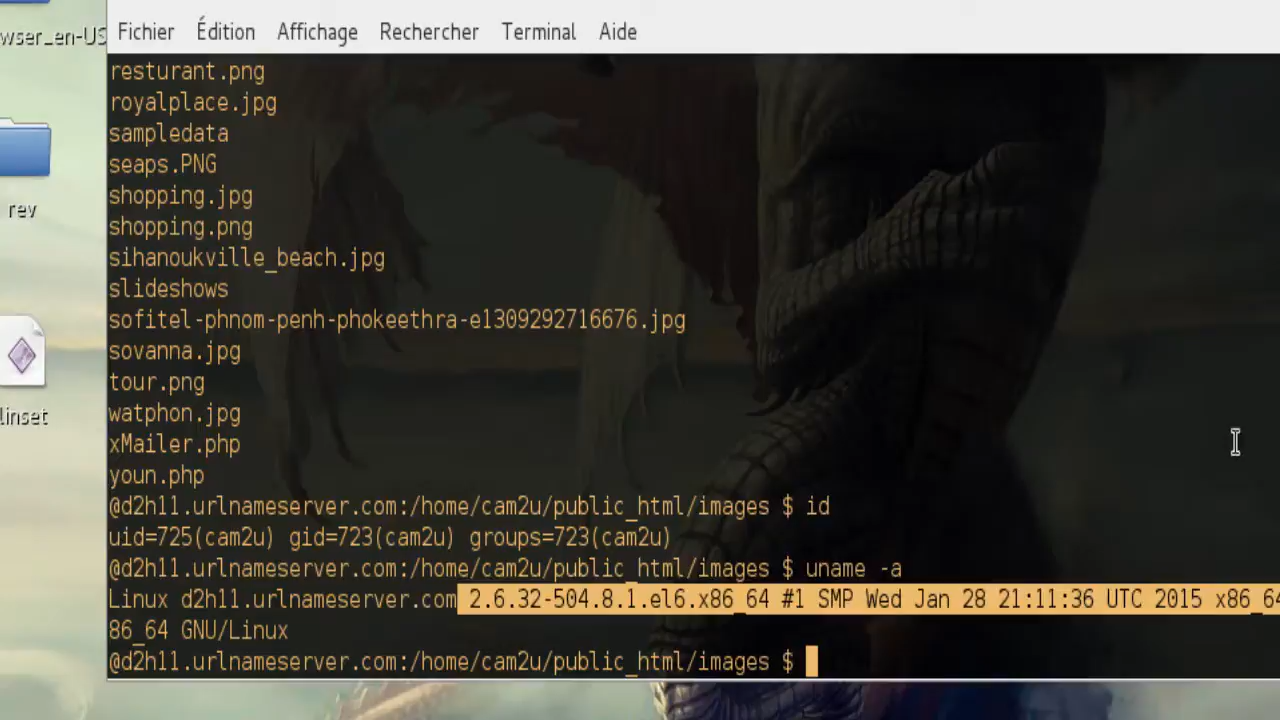 wser_en-US
rev
linset
Fichier Édition Affichage Rechercher Terminal Aide
resturant.png
royalplace.jpg
sampledata
seaps.PNG
shopping.jpg
shopping.png
sihanoukville_beach.jpg
slideshows
sofitel-phnom-penh-phokeethra-e1309292716676.jpg
sovanna.jpg
tour.png
watphon.jpg
xMailer.php
youn.php
@d2h11.urlnameserver.com:/home/cam2u/public_html/images $ id
uid=725(cam2u) gid=723(cam2u) groups=723(cam2u)
@d2h11.urlnameserver.com:/home/cam2u/public_html/images $ uname -a
Linux d2h11.urlnameserver.com 2.6.32-504.8.1.el6.x86_64 #1 SMP Wed Jan 28 21:11:36 UTC 2015 x86_64
86_64 GNU/Linux
@d2h11.urlnameserver.com:/home/cam2u/public_html/images $